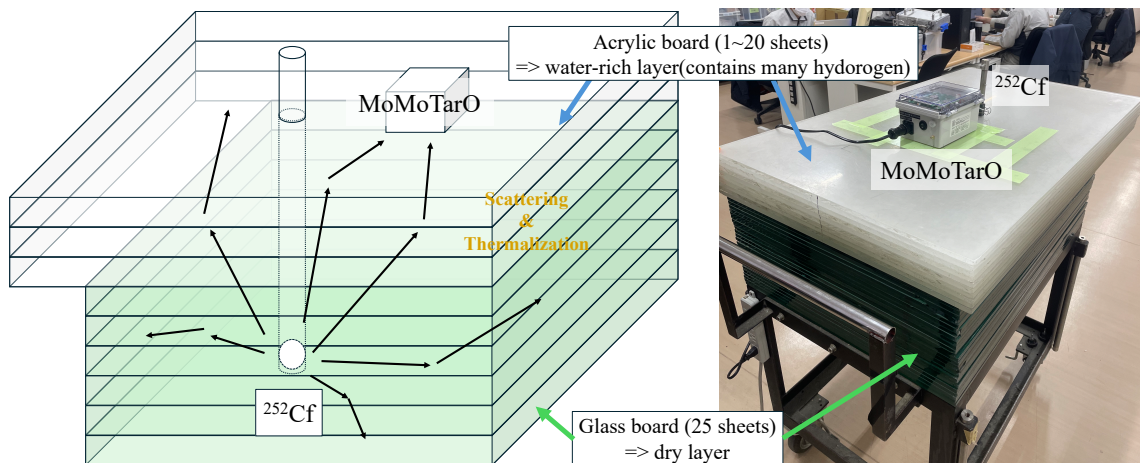 Acrylic board (1~20 sheets)
=> water-rich layer(contains many hydorogen)
MoMoTarO
Scattering
&
Thermalization
²⁵²Cf
Glass board (25 sheets)
=> dry layer
²⁵²Cf
MoMoTarO